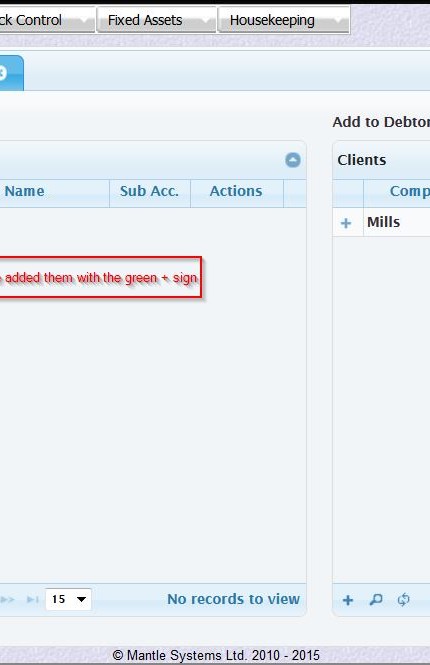 ck Control Fixed Assets Housekeeping
Add to Debtor
Clients
Name Sub Acc. Actions Comp
Mills
added them with the green + sign
15 No records to view
© Mantle Systems Ltd. 2010 - 2015